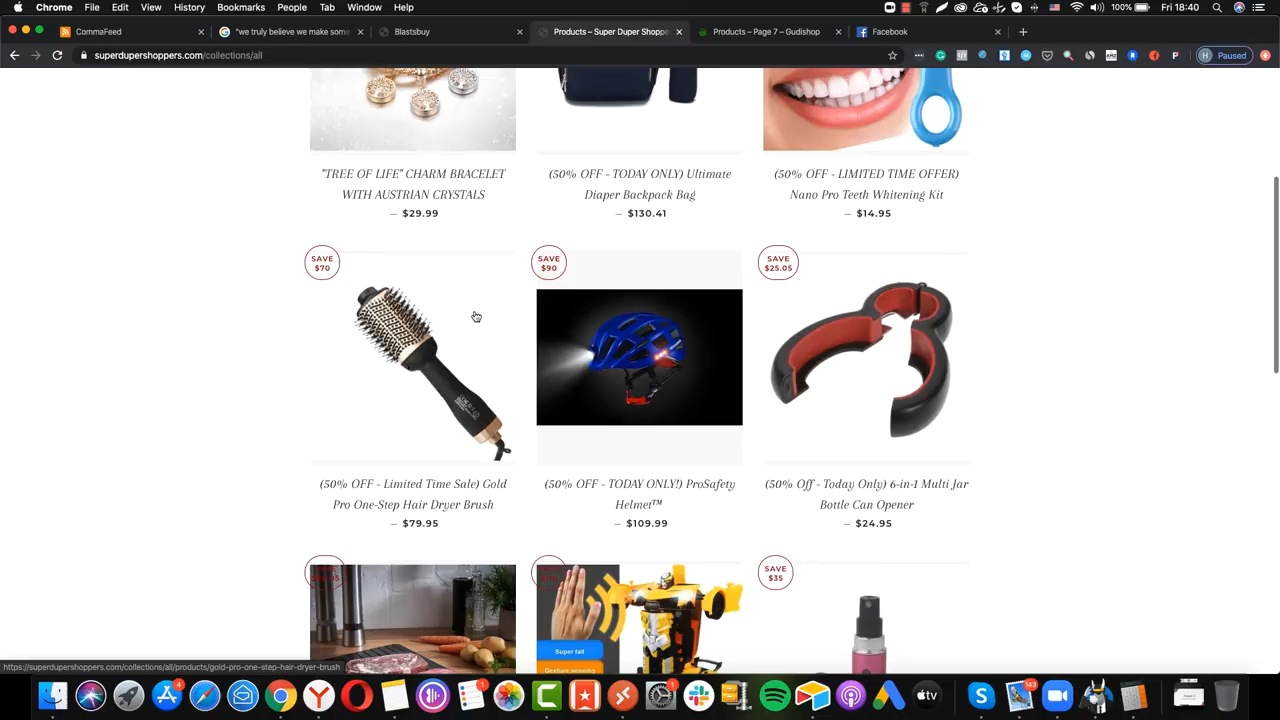 Chrome File Edit View History Bookmarks People Tab Window Help 100% Fri 18:40
CommaFeed "we truly believe we make some Blastsbuy Products – Super Duper Shoppe Products – Page 7 – Gudishop Facebook
superdupershoppers.com/collections/all Paused
"TREE OF LIFE" CHARM BRACELET
WITH AUSTRIAN CRYSTALS
— $29.99
(50% OFF - TODAY ONLY) Ultimate
Diaper Backpack Bag
— $130.41
(50% OFF - LIMITED TIME OFFER)
Nano Pro Teeth Whitening Kit
— $14.95
SAVE
$70
SAVE
$90
SAVE
$25.05
(50% OFF - Limited Time Sale) Gold
Pro One-Step Hair Dryer Brush
— $79.95
(50% OFF - TODAY ONLY!) ProSafety
Helmet™
— $109.99
(50% Off - Today Only) 6-in-1 Multi Jar
Bottle Can Opener
— $24.95
SAVE
$35
Super fall
Gesture sensing
https://superdupershoppers.com/collections/all/products/gold-pro-one-step-hair-dryer-brush
4
1
1
143
tv